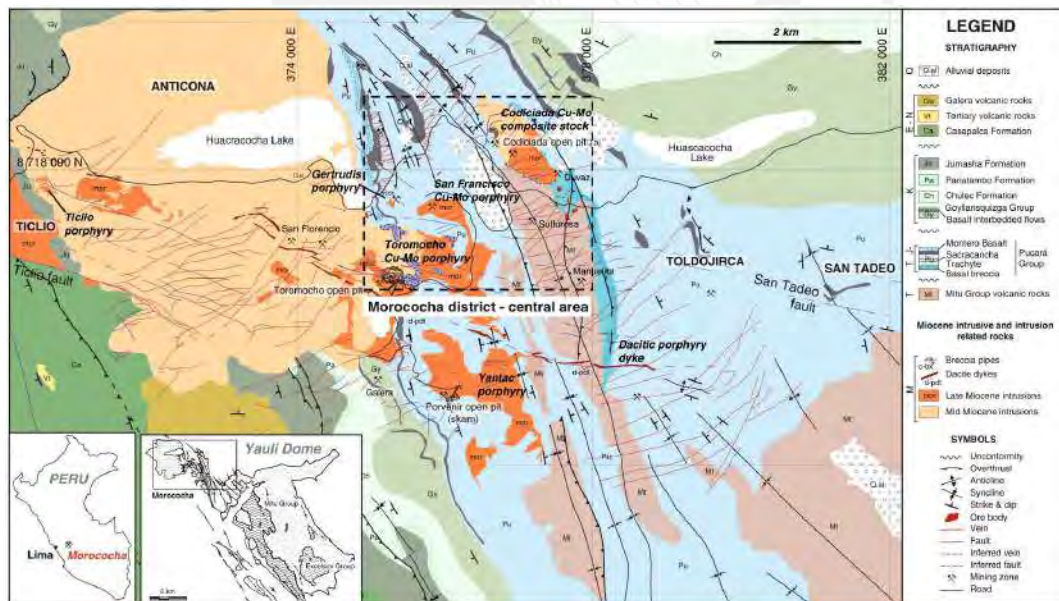 374 000 E
2 km
382 000 E
ANTICONA
Huacracocha Lake
8 718 090 N
Codiciada Cu-Mo
composite stock
Codiciada open pit
Huascacocha
Lake
Gertrudis
porphyry
San Francisco
Cu-Mo porphyry
Ticlio
porphyry
TICLIO
San Florencio
Toromocho
Cu-Mo porphyry
Toromocho open pit
Sulfurosa
Manuelita
TOLDOJIRCA
SAN TADEO
San Tadeo
fault
Ticlio fault
Morococha district - central area
Dacitic porphyry
dyke
Yantac
porphyry
Galera
Porvenir open pit
(skarn)
PERU
Lima
Morococha
Yauli Dome
Morococha
Mitu Group
Excelsior Group
LEGEND
STRATIGRAPHY
Alluvial deposits
Galera volcanic rocks
Tertiary volcanic rocks
Casapalca Formation
Jumasha Formation
Pariatambo Formation
Chulec Formation
Goyllarisquizga Group
Basalt interbedded flows
Montero Basalt
Sacracancha
Trachyte
Basal breccia
Pucará
Group
Mitu Group volcanic rocks
Miocene intrusive and intrusion
related rocks
Breccia pipes
Dacite dykes
Late Miocene intrusions
Mid Miocene intrusions
SYMBOLS
Unconformity
Overthrust
Anticline
Syncline
Strike & dip
Ore body
Vein
Fault
Inferred vein
Inferred fault
Mining zone
Road